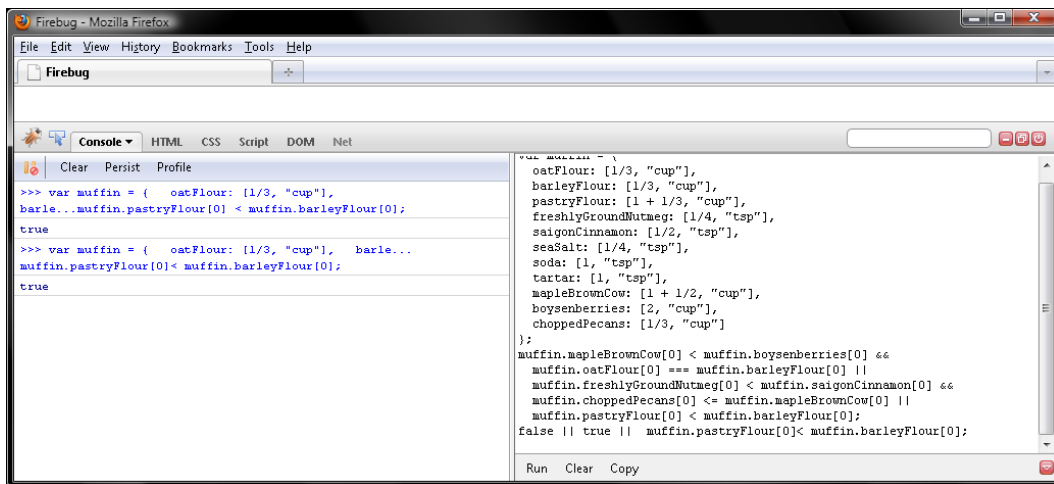 Firebug - Mozilla Firefox
File Edit View History Bookmarks Tools Help
Firebug
Console HTML CSS Script DOM Net
Clear Persist Profile
>>> var muffin = {   oatFlour: [1/3, "cup"],
barle...muffin.pastryFlour[0] < muffin.barleyFlour[0];
true
>>> var muffin = {   oatFlour: [1/3, "cup"],   barle...
muffin.pastryFlour[0]< muffin.barleyFlour[0];
true
var muffin = {
oatFlour: [1/3, "cup"],
barleyFlour: [1/3, "cup"],
pastryFlour: [1 + 1/3, "cup"],
freshlyGroundNutmeg: [1/4, "tsp"],
saigonCinnamon: [1/2, "tsp"],
seaSalt: [1/4, "tsp"],
soda: [1, "tsp"],
tartar: [1, "tsp"],
mapleBrownCow: [1 + 1/2, "cup"],
boysenberries: [2, "cup"],
choppedPecans: [1/3, "cup"]
};
muffin.mapleBrownCow[0] < muffin.boysenberries[0] &&
muffin.oatFlour[0] === muffin.barleyFlour[0] ||
muffin.freshlyGroundNutmeg[0] < muffin.saigonCinnamon[0] &&
muffin.choppedPecans[0] <= muffin.mapleBrownCow[0] ||
muffin.pastryFlour[0] < muffin.barleyFlour[0];
false || true ||  muffin.pastryFlour[0]< muffin.barleyFlour[0];
Run Clear Copy